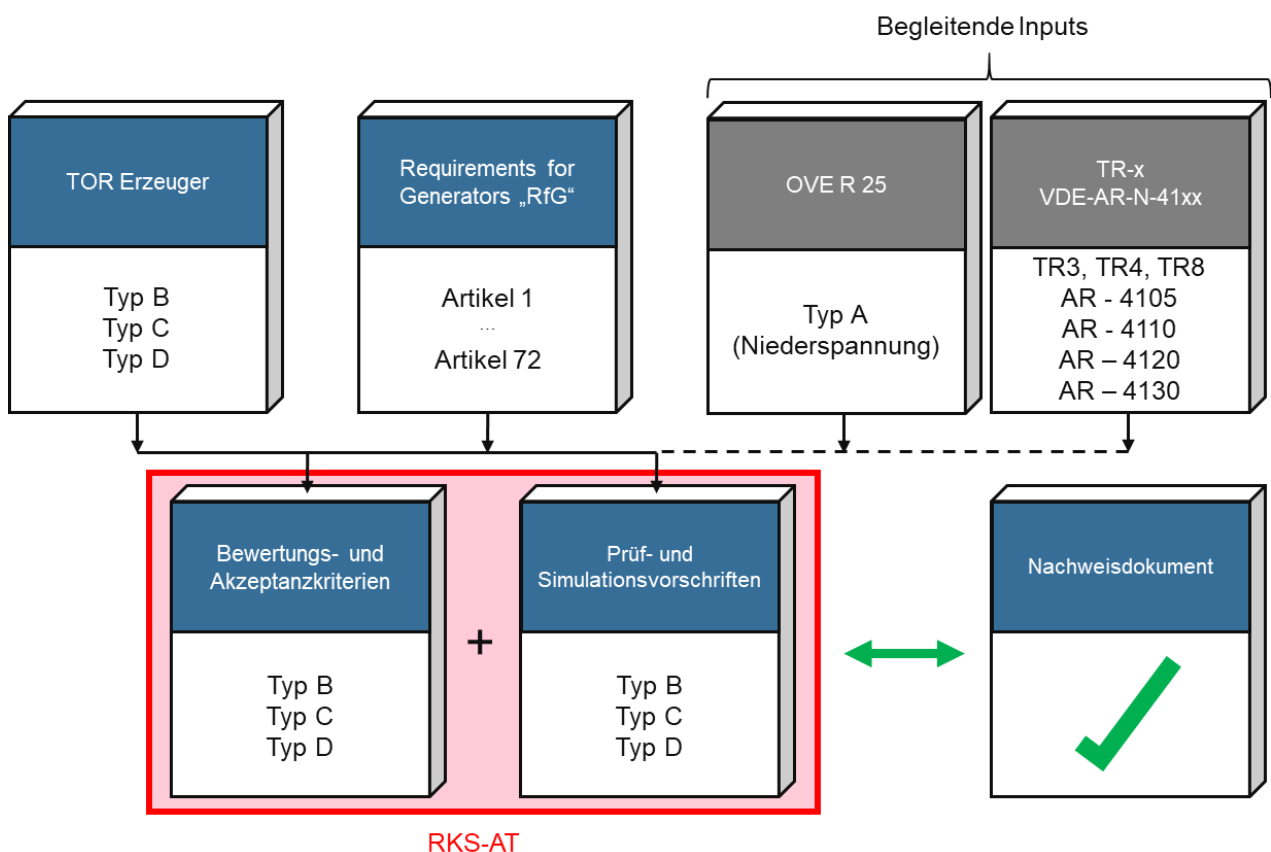 Begleitende Inputs
TOR Erzeuger
Typ B
Typ C
Typ D
Requirements for
Generators „RfG“
Artikel 1
...
Artikel 72
OVE R 25
Typ A
(Niederspannung)
TR-x
VDE-AR-N-41xx
TR3, TR4, TR8
AR - 4105
AR - 4110
AR – 4120
AR – 4130
Bewertungs- und
Akzeptanzkriterien
Typ B
Typ C
Typ D
+
Prüf- und
Simulationsvorschriften
Typ B
Typ C
Typ D
Nachweisdokument
RKS-AT